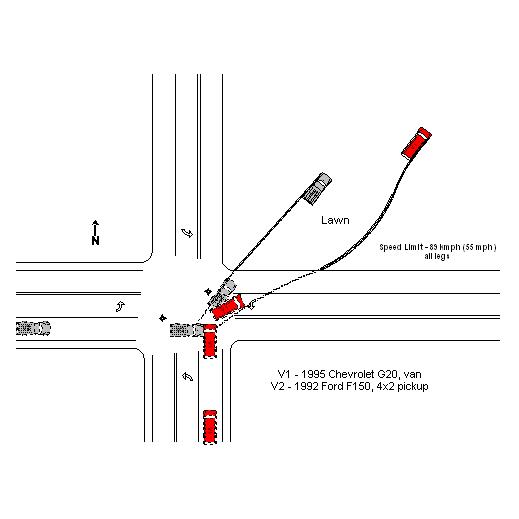 N
Lawn
Speed Limit - 89 kmph (55 mph)
all legs
V1 - 1995 Chevrolet G20, van
V2 - 1992 Ford F150, 4x2 pickup